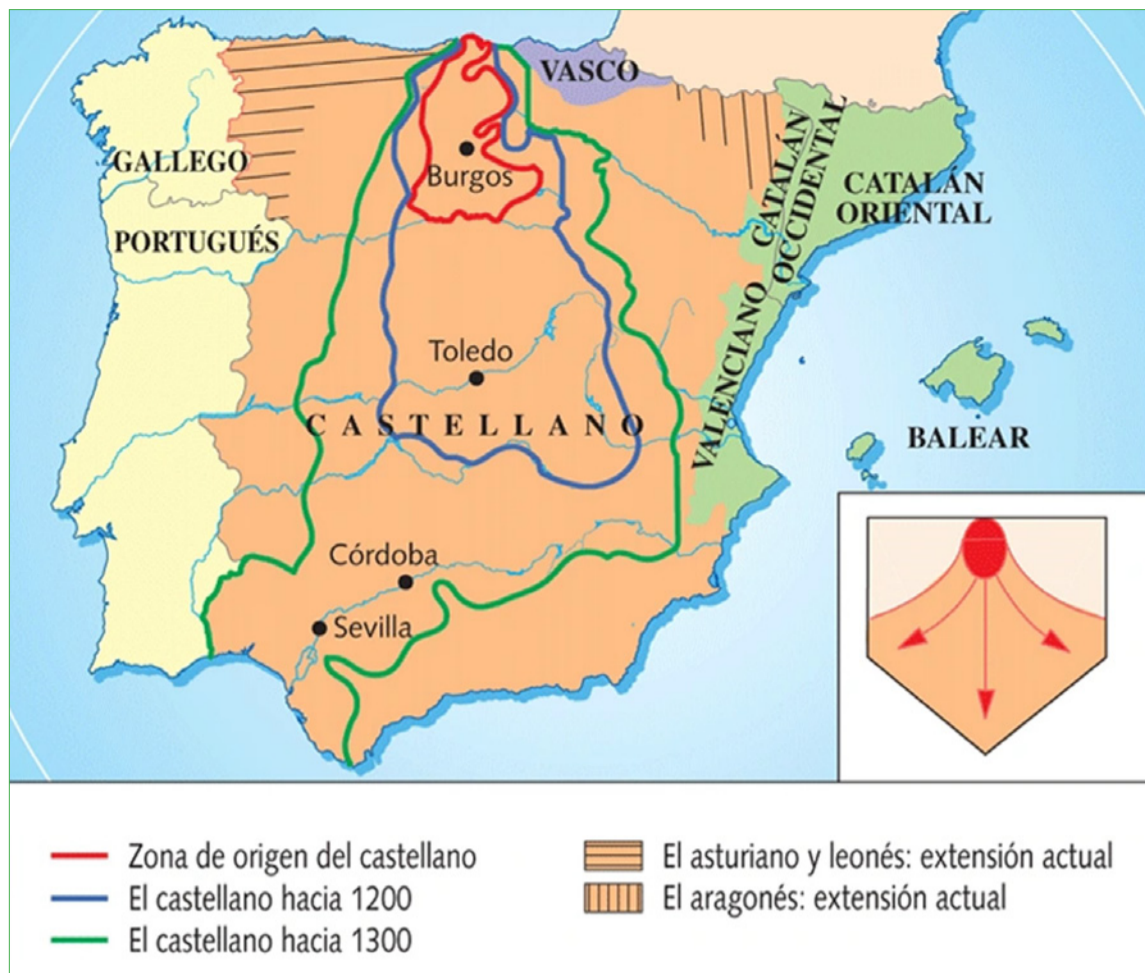 VASCO
GALLEGO
Burgos
CATALÁN
OCCIDENTAL
CATALÁN
ORIENTAL
PORTUGUÉS
Toledo
VALENCIANO
CASTELLANO
BALEAR
Córdoba
Sevilla
Zona de origen del castellano
El castellano hacia 1200
El castellano hacia 1300
El asturiano y leonés: extensión actual
El aragonés: extensión actual